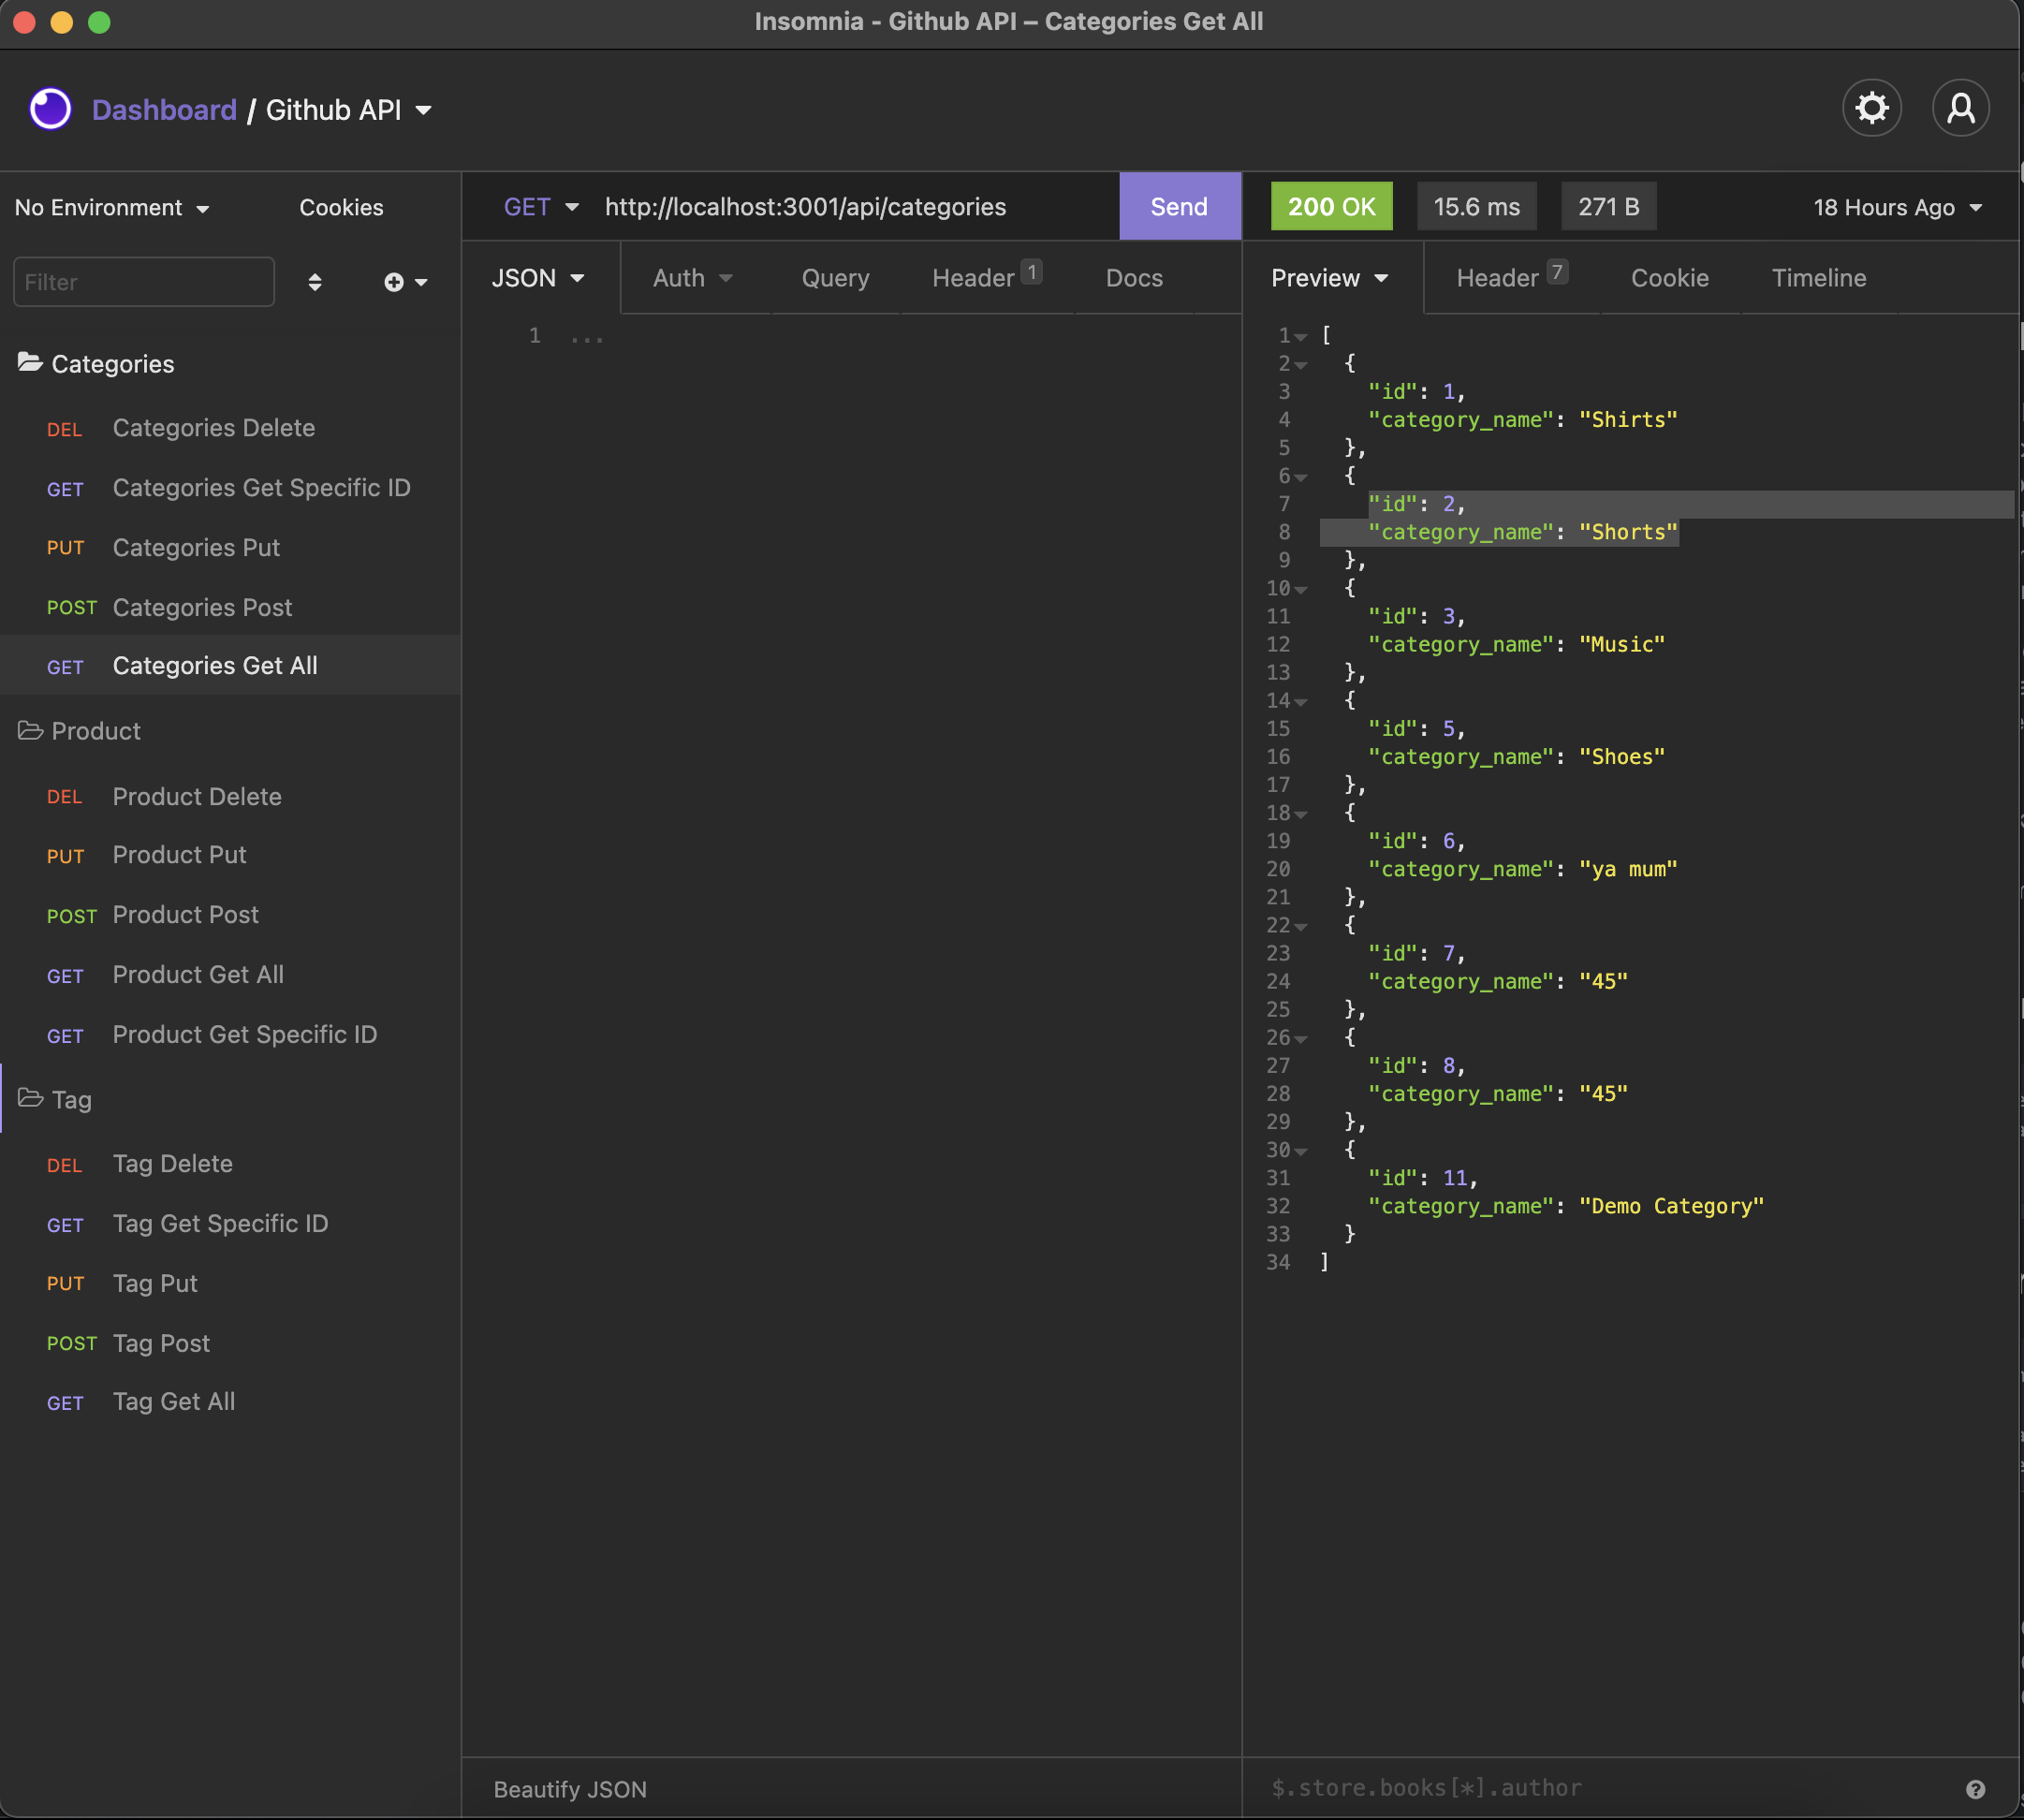 Insomnia - Github API – Categories Get All
Dashboard / Github API
No Environment
Cookies
Filter
Categories
DEL Categories Delete
GET Categories Get Specific ID
PUT Categories Put
POST Categories Post
GET Categories Get All
Product
DEL Product Delete
PUT Product Put
POST Product Post
GET Product Get All
GET Product Get Specific ID
Tag
DEL Tag Delete
GET Tag Get Specific ID
PUT Tag Put
POST Tag Post
GET Tag Get All
GET http://localhost:3001/api/categories Send
JSON Auth Query Header 1 Docs
1 ...
Beautify JSON
200 OK 15.6 ms 271 B 18 Hours Ago
Preview Header 7 Cookie Timeline
1 [
2 {
3 "id": 1,
4 "category_name": "Shirts"
5 },
6 {
7 "id": 2,
8 "category_name": "Shorts"
9 },
10 {
11 "id": 3,
12 "category_name": "Music"
13 },
14 {
15 "id": 5,
16 "category_name": "Shoes"
17 },
18 {
19 "id": 6,
20 "category_name": "ya mum"
21 },
22 {
23 "id": 7,
24 "category_name": "45"
25 },
26 {
27 "id": 8,
28 "category_name": "45"
29 },
30 {
31 "id": 11,
32 "category_name": "Demo Category"
33 }
34 ]
$.store.books[*].author